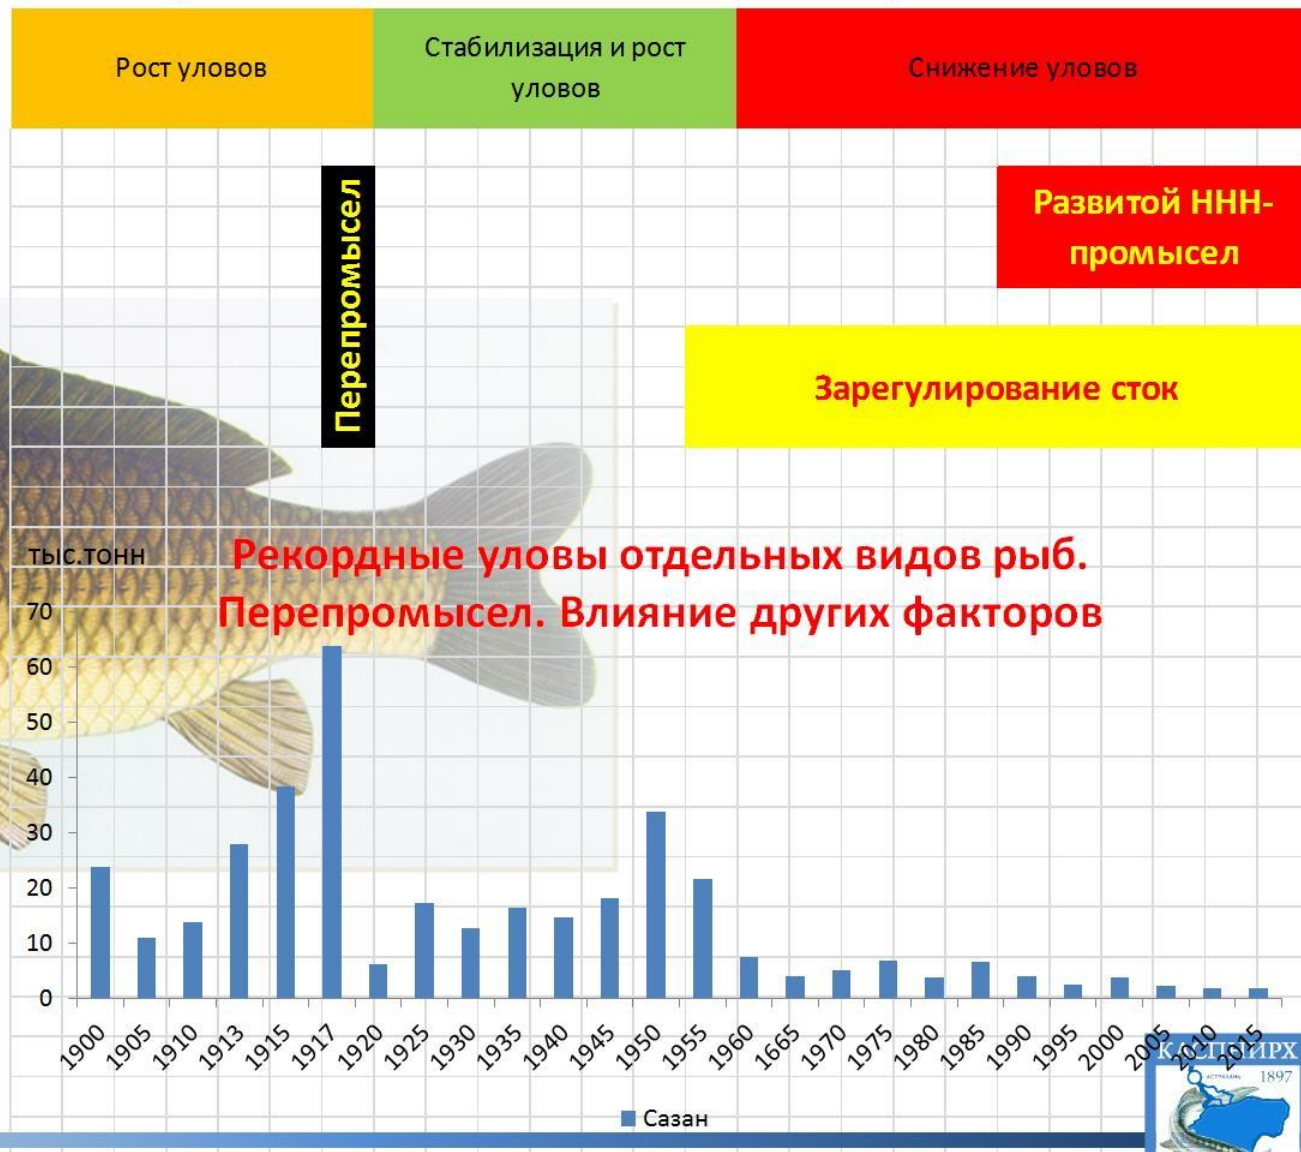 Рост уловов
Стабилизация и рост
уловов
Снижение уловов
Перепромысел
Развитой ННН-
промысел
Зарегулирование сток
тыс.тонн
Рекордные уловы отдельных видов рыб.
Перепромысел. Влияние других факторов
70
60
50
40
30
20
10
0
1900 1905 1910 1913 1915 1917 1920 1925 1930 1935 1940 1945 1950 1955 1960 1665 1970 1975 1980 1985 1990 1995 2000 2005 2010 2015
Сазан
КАСПНИРХ
АСТРАХАНЬ
1897